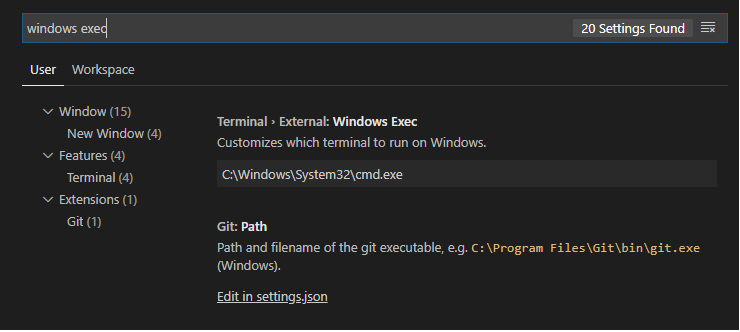 windows exec
20 Settings Found
User Workspace
Window (15)
New Window (4)
Features (4)
Terminal (4)
Extensions (1)
Git (1)
Terminal › External: Windows Exec
Customizes which terminal to run on Windows.
C:\Windows\System32\cmd.exe
Git: Path
Path and filename of the git executable, e.g. C:\Program Files\Git\bin\git.exe
(Windows).
Edit in settings.json